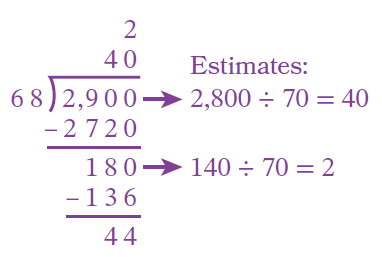 2
40
Estimates:
68 2,900 → 2,800 ÷ 70 = 40
–2720
180 → 140 ÷ 70 = 2
–136
44